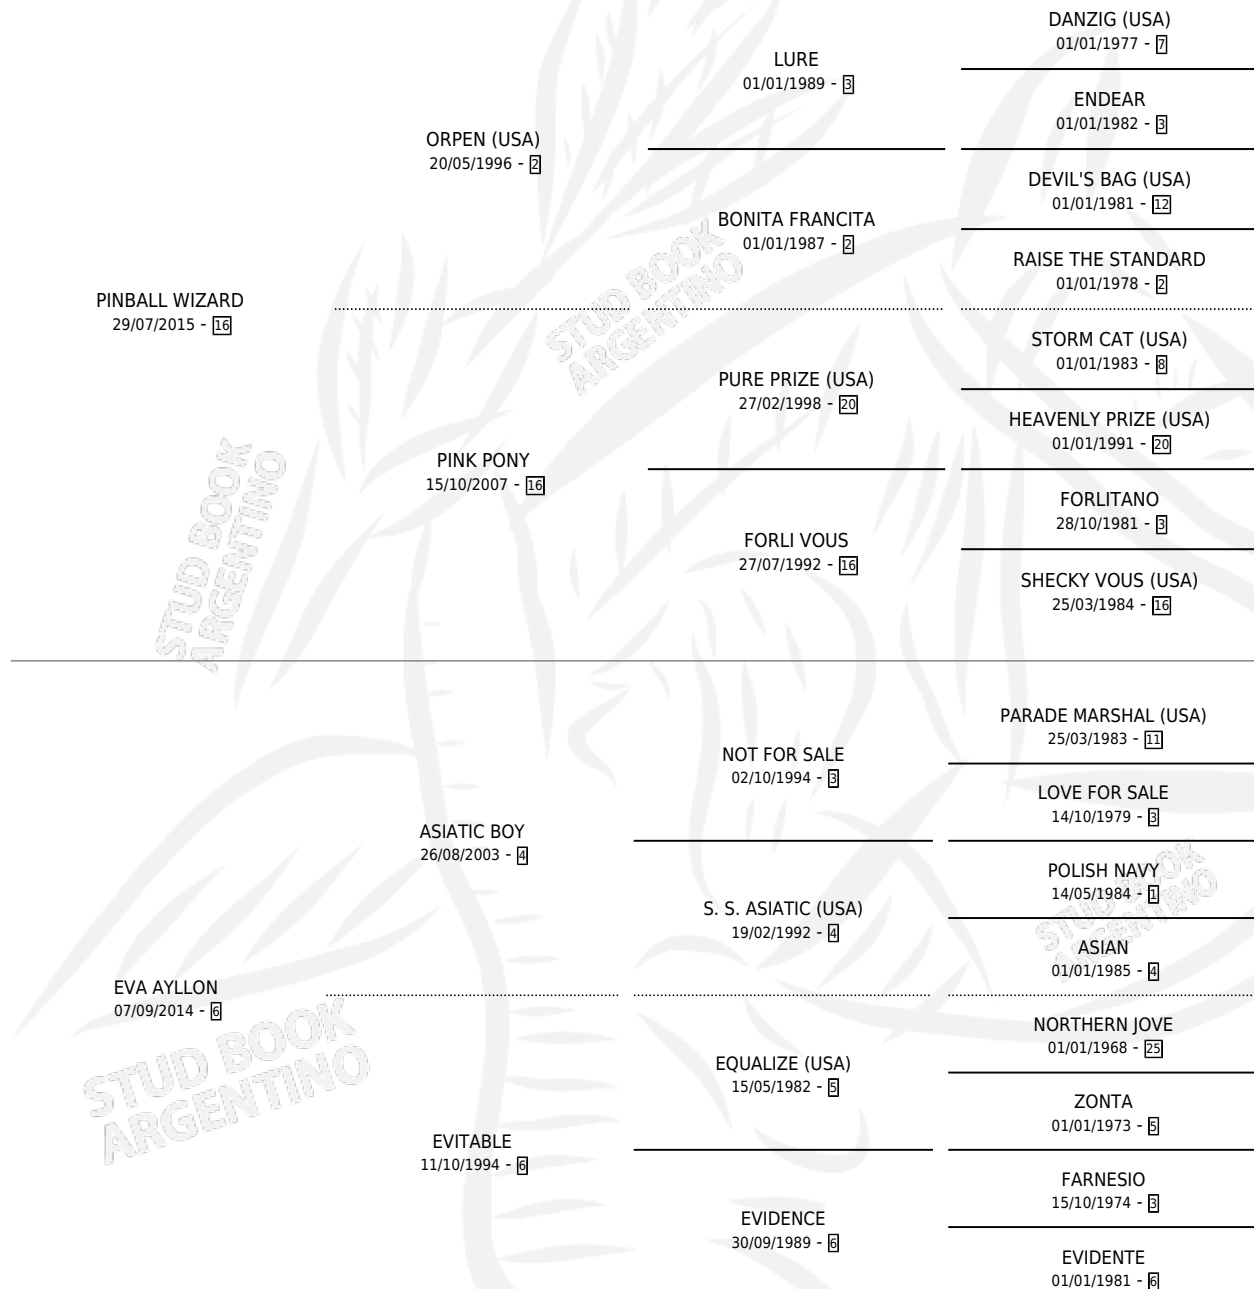 DANZIG (USA)
01/01/1977 - 7
LURE
01/01/1989 - 3
ENDEAR
01/01/1982 - 3
ORPEN (USA)
20/05/1996 - 2
DEVIL'S BAG (USA)
01/01/1981 - 12
BONITA FRANCITA
01/01/1987 - 2
RAISE THE STANDARD
01/01/1978 - 2
PINBALL WIZARD
29/07/2015 - 16
STORM CAT (USA)
01/01/1983 - 8
PURE PRIZE (USA)
27/02/1998 - 20
HEAVENLY PRIZE (USA)
01/01/1991 - 20
PINK PONY
15/10/2007 - 16
FORLITANO
28/10/1981 - 3
FORLI VOUS
27/07/1992 - 16
SHECKY VOUS (USA)
25/03/1984 - 16
PARADE MARSHAL (USA)
25/03/1983 - 11
NOT FOR SALE
02/10/1994 - 3
LOVE FOR SALE
14/10/1979 - 3
ASIATIC BOY
26/08/2003 - 4
POLISH NAVY
14/05/1984 - 1
S. S. ASIATIC (USA)
19/02/1992 - 4
ASIAN
01/01/1985 - 4
EVA AYLLON
07/09/2014 - 6
NORTHERN JOVE
01/01/1968 - 25
EQUALIZE (USA)
15/05/1982 - 5
ZONTA
01/01/1973 - 5
EVITABLE
11/10/1994 - 6
FARNESIO
15/10/1974 - 3
EVIDENCE
30/09/1989 - 6
EVIDENTE
01/01/1981 - 6
STUD BOOK
ARGENTINO
STUD BOOK
ARGENTINO
STUD BOOK
ARGENTINO
STUD BOOK
ARGENTINO